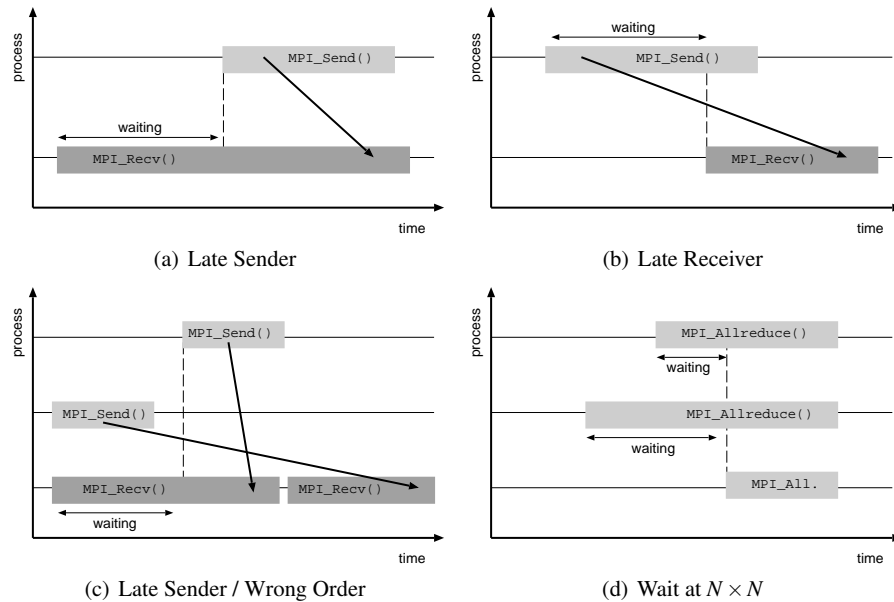 process
waiting
MPI_Send()
MPI_Recv()
time
(a) Late Sender
process
waiting
MPI_Send()
MPI_Recv()
time
(b) Late Receiver
process
MPI_Send()
MPI_Send()
MPI_Recv()
MPI_Recv()
waiting
time
(c) Late Sender / Wrong Order
process
MPI_Allreduce()
waiting
MPI_Allreduce()
waiting
MPI_All.
time
(d) Wait at N × N